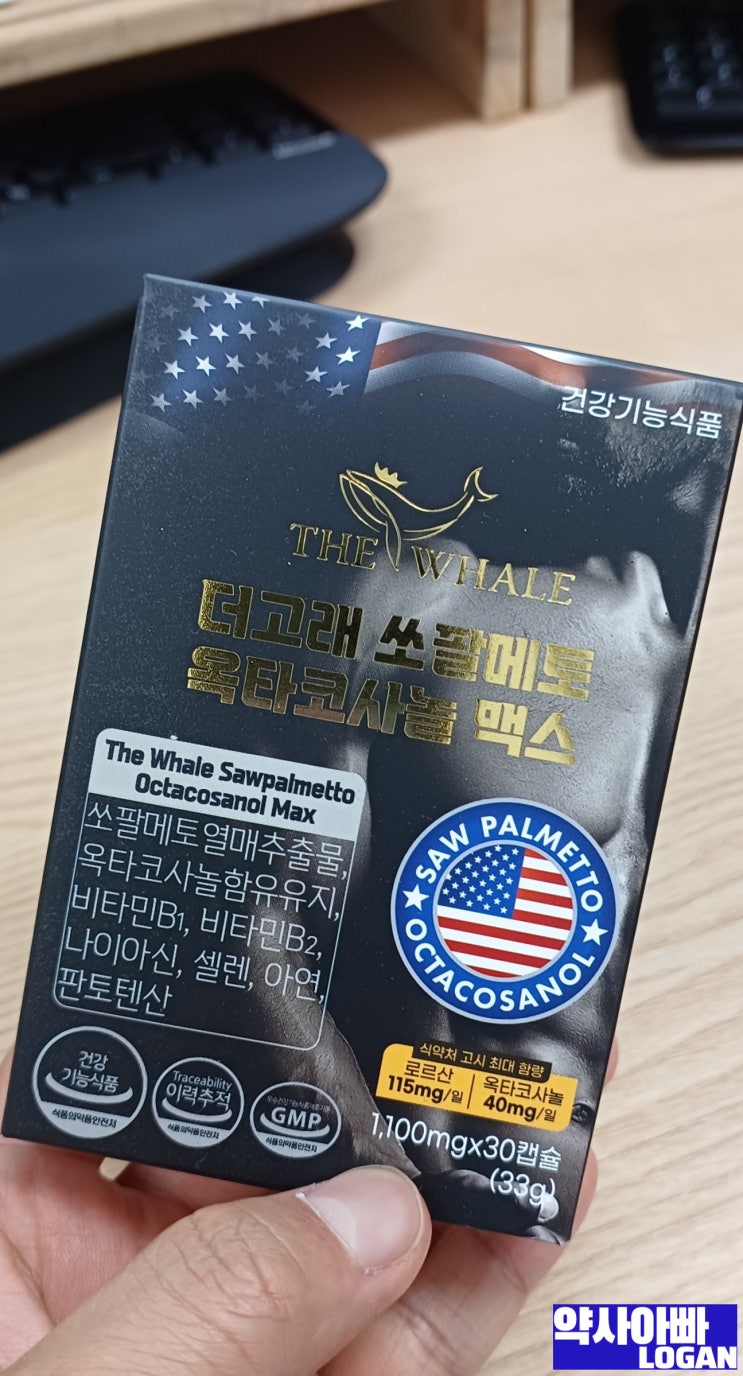 건강기능식품
THE WHALE
더고래 쏘팔메토
옥타코사놀 맥스
The Whale Sawpalmetto
Octacosanol Max
쏘팔메토열매추출물,
옥타코사놀함유유지,
비타민B1, 비타민B2,
나이아신, 셀렌, 아연,
판토텐산
SAW PALMETTO
OCTACOSANOL
식약처 고시 최대 함량
로르산
115mg/일
옥타코사놀
40mg/일
건강
기능식품
식품의약품안전처
Traceability
이력추적
식품의약품안전처
GMP
식품의약품안전처
1,100mgx30캡슐
(33g)
약사아빠
LOGAN